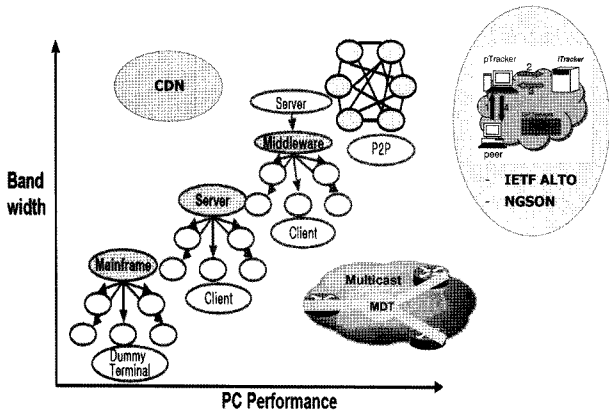 CDN
Server
Middleware
P2P
pTracker
iTracker
2
peer
- IETF ALTO
- NGSON
Band
width
Server
Client
Mainframe
Client
Multicast
MDT
Dummy
Terminal
PC Performance